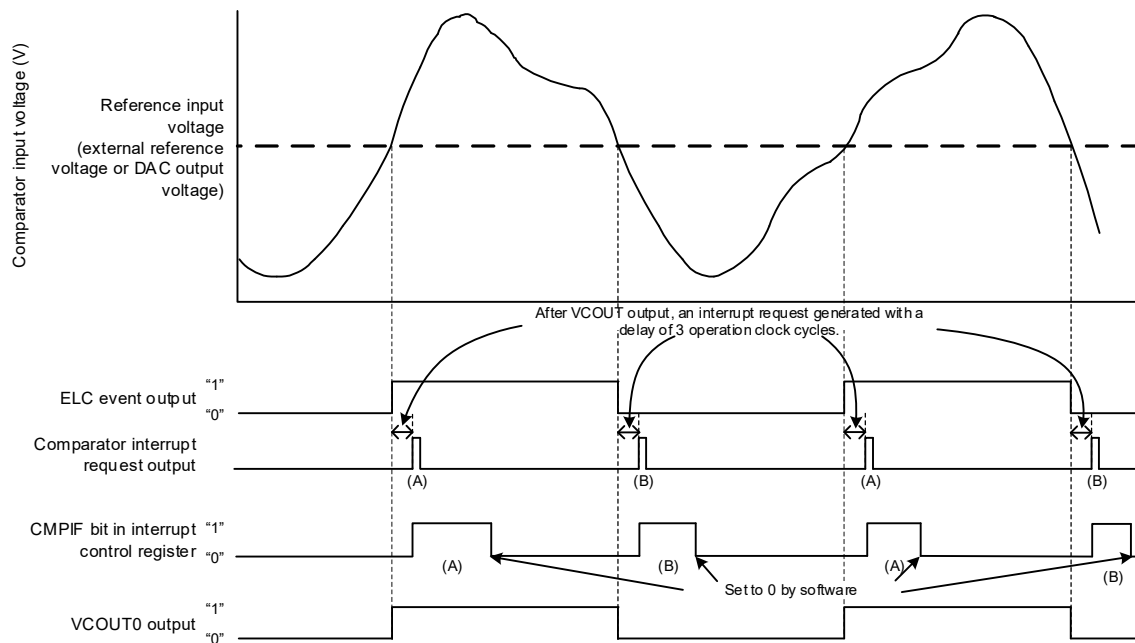 Comparator input voltage (V)
Reference input
voltage
(external reference
voltage or DAC output
voltage)
After VCOUT output, an interrupt request generated with a
delay of 3 operation clock cycles.
ELC event output
“1”
“0”
Comparator interrupt
request output
(A)
(B)
(A)
(B)
CMPIF bit in interrupt
control register
“1”
“0”
(A)
(B)
(A)
(B)
Set to 0 by software
VCOUT0 output
“1”
“0”